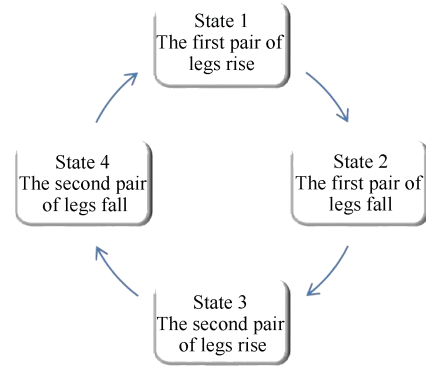 State 1
The first pair of
legs rise
State 2
The first pair of
legs fall
State 3
The second pair
of legs rise
State 4
The second pair
of legs fall